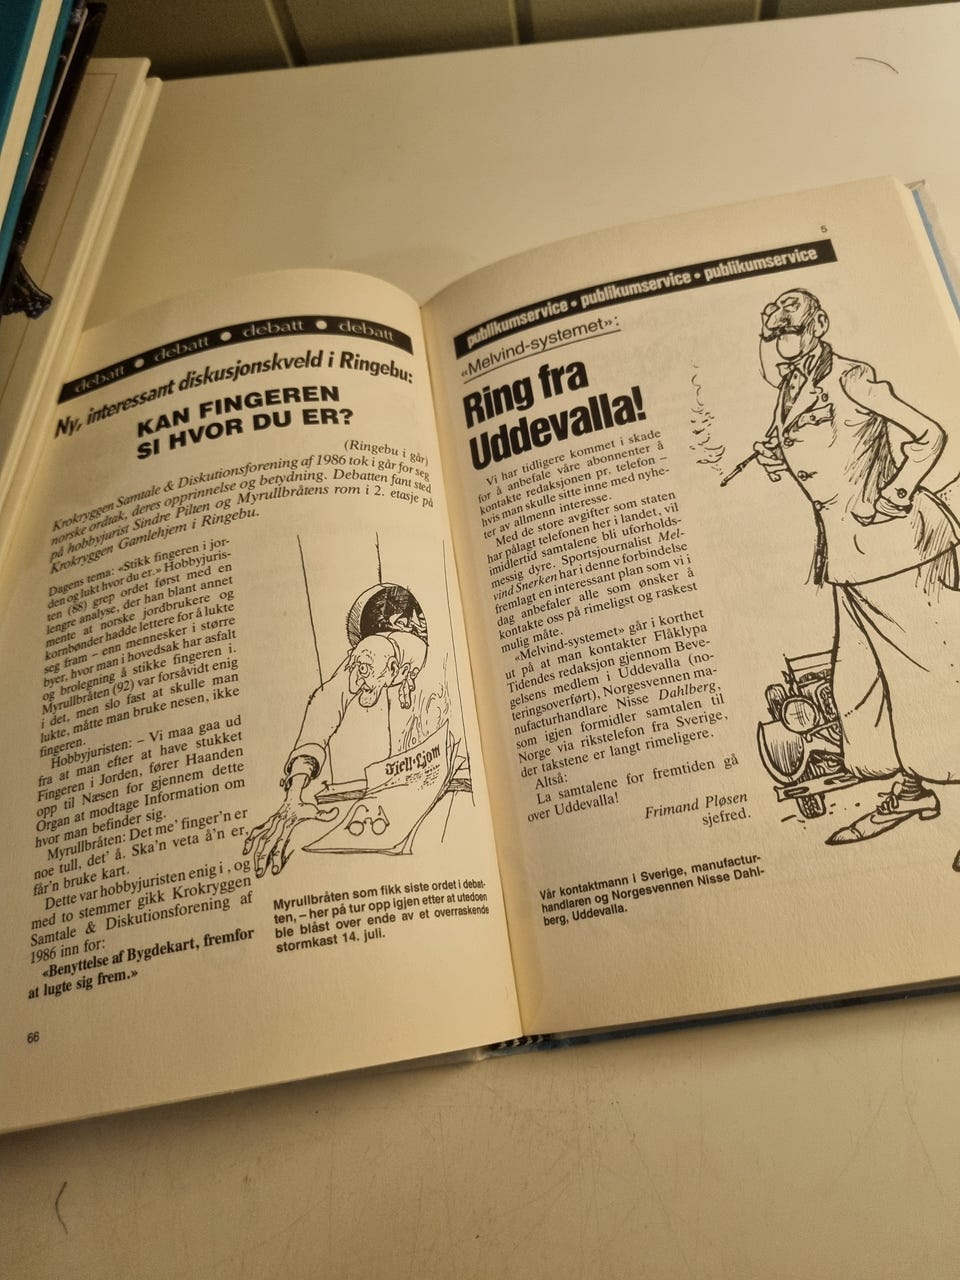 debatt • debatt • debatt • debatt
Ny, interessant diskusjonskveld i Ringebu:
KAN FINGEREN
SI HVOR DU ER?
(Ringebu i går)
Krokryggen Samtale & Diskutionsforening af 1986 tok i går for seg
norske ordtak, deres opprinnelse og betydning. Debatten fant sted
på hobbyjurist Sindre Pilten og Myrullbråtens rom i 2. etasje på
Krokryggen Gamlehjem i Ringebu.
Dagens tema: «Stikk fingeren i jor-
den og lukt hvor du er.» Hobbyjuris-
ten (88) grep ordet først med en
lengre analyse, der han blant annet
mente at norske jordbrukere og
kornbønder hadde lettere for å lukte
seg fram – enn mennesker i større
byer, hvor man i hovedsak har asfalt
og brolegning å stikke fingeren i.
Myrullbråten (92) var forsåvidt enig
i det, men slo fast at skulle man
lukte, måtte man bruke nesen, ikke
fingeren.
Hobbyjuristen: – Vi maa gaa ud
fra at man efter at have stukket
Fingeren i Jorden, fører Haanden
opp til Næsen for gjennem dette
Organ at modtage Information om
hvor man befinder sig.
Myrullbråten: Det me' finger'n er
noe tull, det' å. Ska'n veta å'n er,
får'n bruke kart.
Dette var hobbyjuristen enig i, og
med to stemmer gikk Krokryggen
Samtale & Diskutionsforening af
1986 inn for:
«Benyttelse af Bygdekart, fremfor
at lugte sig frem.»
Fjell-Ljom
Myrullbråten som fikk siste ordet i debat-
ten, – her på tur opp igjen etter at utedoen
ble blåst over ende av et overraskende
stormkast 14. juli.
66
5
publikumservice • publikumservice • publikumservice
«Melvind-systemet»:
Ring fra
Uddevalla!
Vi har tidligere kommet i skade
for å anbefale våre abonnenter å
kontakte redaksjonen pr. telefon –
hvis man skulle sitte inne med nyhe-
ter av allmenn interesse.
Med de store avgifter som staten
har pålagt telefonen her i landet, vil
imidlertid samtalene bli uforholds-
messig dyre. Sportsjournalist Mel-
vind Snerken har i denne forbindelse
fremlagt en interessant plan som vi i
dag anbefaler alle som ønsker å
kontakte oss på rimeligst og raskest
mulig måte.
«Melvind-systemet» går i korthet
ut på at man kontakter Flåklypa
Tidendes redaksjon gjennom Beve-
gelsens medlem i Uddevalla (no-
teringsoverført), Norgesvennen ma-
nufacturhandlare Nisse Dahlberg,
som igjen formidler samtalen til
Norge via rikstelefon fra Sverige,
der takstene er langt rimeligere.
Altså:
La samtalene for fremtiden gå
over Uddevalla!
Frimand Pløsen
sjefred.
Vår kontaktmann i Sverige, manufactur-
handlaren og Norgesvennen Nisse Dahl-
berg, Uddevalla.